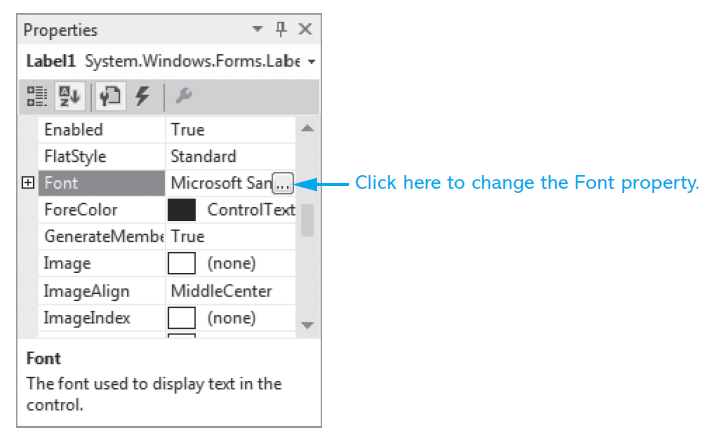 Properties
Label1 System.Windows.Forms.Labe
Enabled True
FlatStyle Standard
Font Microsoft San ...
Click here to change the Font property.
ForeColor ControlText
GenerateMembe True
Image (none)
ImageAlign MiddleCenter
ImageIndex (none)
Font
The font used to display text in the
control.